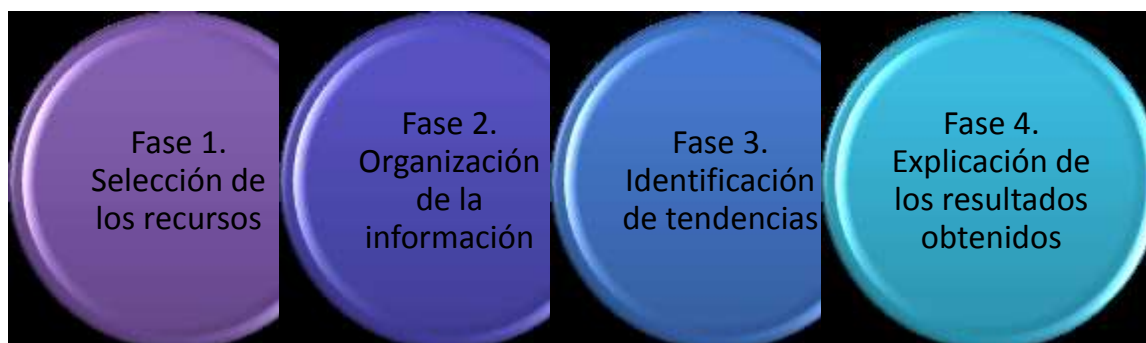 Fase 1.
Selección de
los recursos
Fase 2.
Organización
de la
información
Fase 3.
Identificación
de tendencias
Fase 4.
Explicación de
los resultados
obtenidos